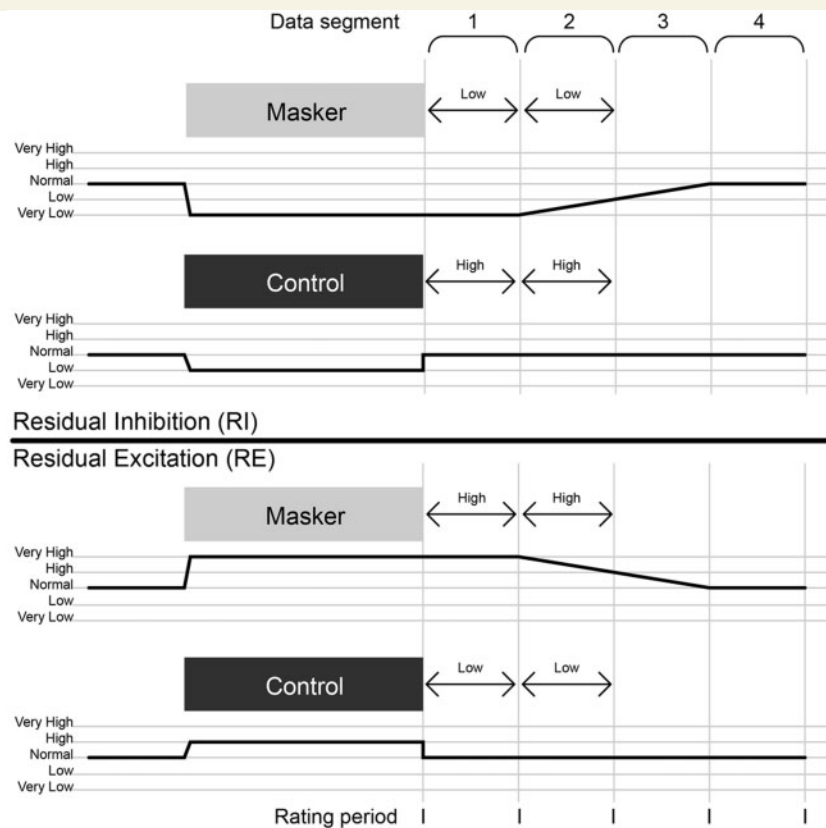 Data segment 1 2 3 4
Masker Low Low
Very High
High
Normal
Low
Very Low
Control High High
Very High
High
Normal
Low
Very Low
Residual Inhibition (RI)
Residual Excitation (RE)
Masker High High
Very High
High
Normal
Low
Very Low
Control Low Low
Very High
High
Normal
Low
Very Low
Rating period I I I I I